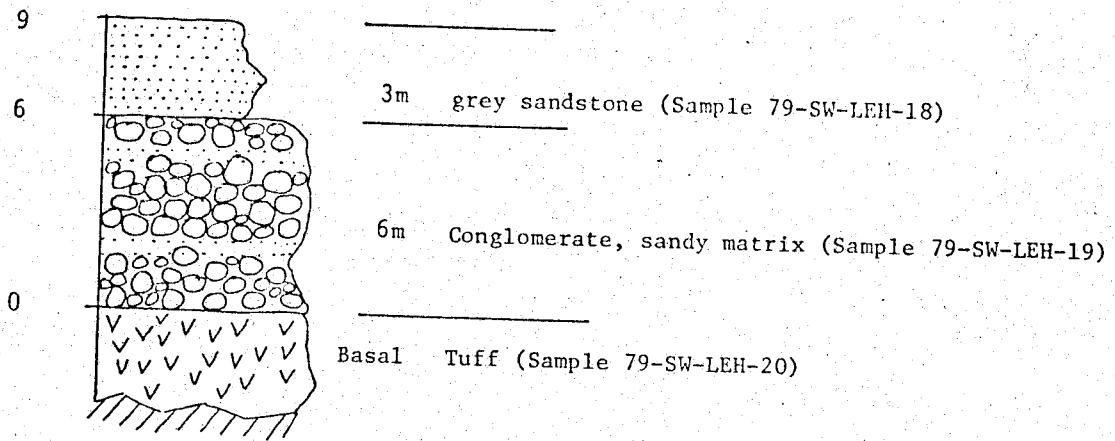 9
3m grey sandstone (Sample 79-SW-LEH-18)
6
6m Conglomerate, sandy matrix (Sample 79-SW-LEH-19)
0
Basal Tuff (Sample 79-SW-LEH-20)